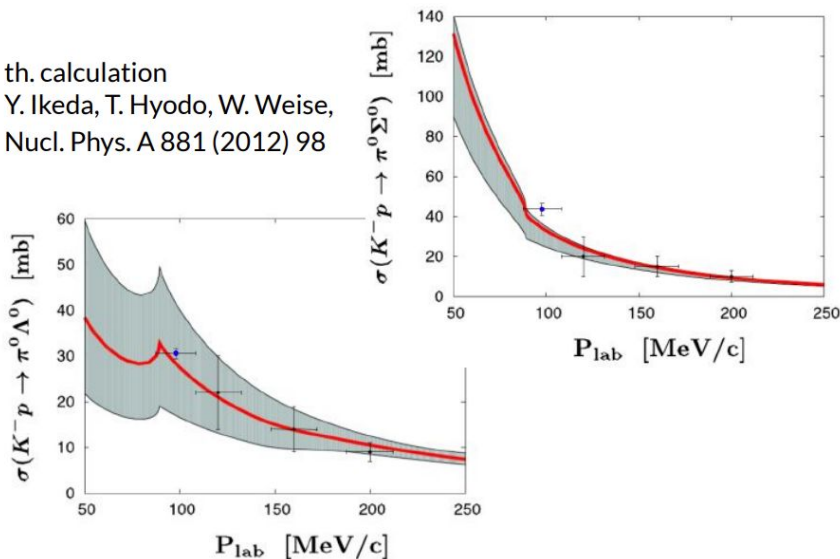 th. calculation
Y. Ikeda, T. Hyodo, W. Weise,
Nucl. Phys. A 881 (2012) 98
σ(K⁻p → π⁰Σ⁰) [mb]
140
120
100
80
60
40
20
0
50 100 150 200 250
P_lab [MeV/c]
σ(K⁻p → π⁰Λ⁰) [mb]
60
50
40
30
20
10
0
50 100 150 200 250
P_lab [MeV/c]